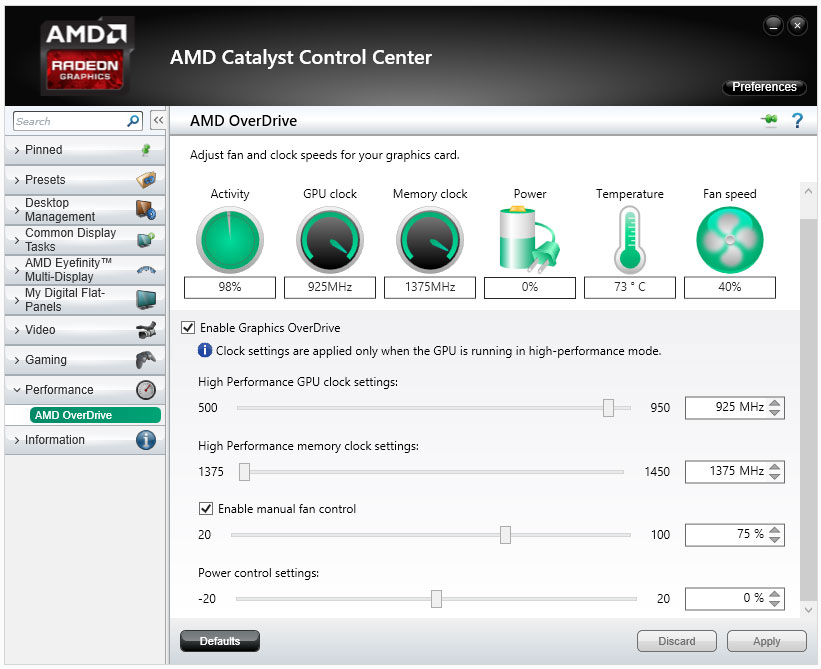 AMD
RADEON
GRAPHICS
AMD Catalyst Control Center
Preferences
Search
AMD OverDrive
?
Pinned
Presets
Desktop
Management
Common Display
Tasks
AMD Eyefinity™
Multi-Display
My Digital Flat-
Panels
Video
Gaming
Performance
AMD OverDrive
Information
Adjust fan and clock speeds for your graphics card.
Activity GPU clock Memory clock Power Temperature Fan speed
98% 925MHz 1375MHz 0% 73 ° C 40%
Enable Graphics OverDrive
Clock settings are applied only when the GPU is running in high-performance mode.
High Performance GPU clock settings:
500 950 925 MHz
High Performance memory clock settings:
1375 1450 1375 MHz
Enable manual fan control
20 100 75 %
Power control settings:
-20 20 0 %
Defaults Discard Apply